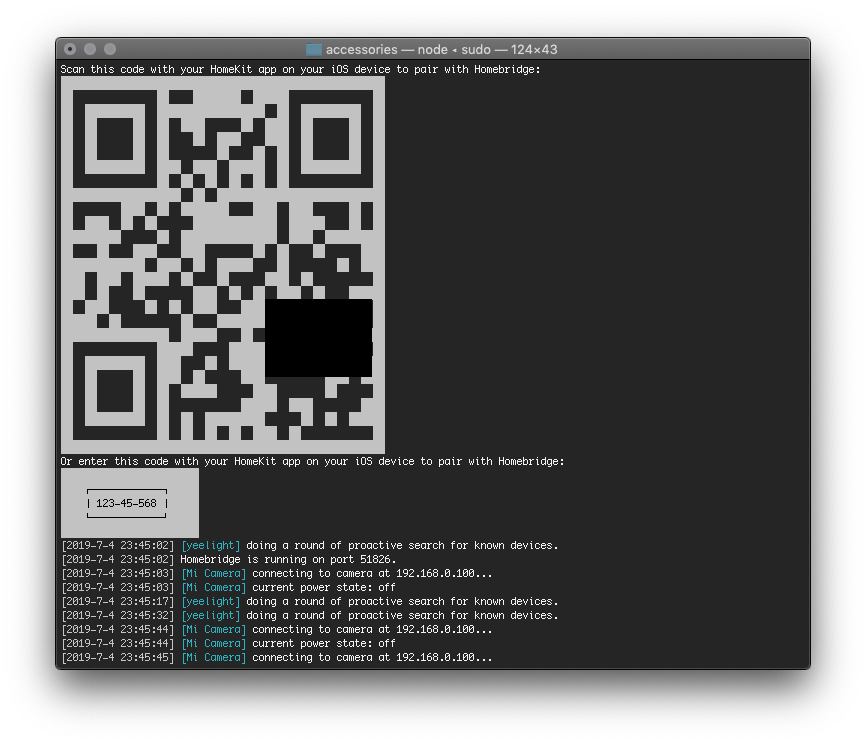 accessories — node ◂ sudo — 124×43
Scan this code with your HomeKit app on your iOS device to pair with Homebridge:
Or enter this code with your HomeKit app on your iOS device to pair with Homebridge:
123-45-568
[2019-7-4 23:45:02] [yeelight] doing a round of proactive search for known devices.
[2019-7-4 23:45:02] Homebridge is running on port 51826.
[2019-7-4 23:45:03] [Mi Camera] connecting to camera at 192.168.0.100...
[2019-7-4 23:45:03] [Mi Camera] current power state: off
[2019-7-4 23:45:17] [yeelight] doing a round of proactive search for known devices.
[2019-7-4 23:45:32] [yeelight] doing a round of proactive search for known devices.
[2019-7-4 23:45:44] [Mi Camera] connecting to camera at 192.168.0.100...
[2019-7-4 23:45:44] [Mi Camera] current power state: off
[2019-7-4 23:45:45] [Mi Camera] connecting to camera at 192.168.0.100...